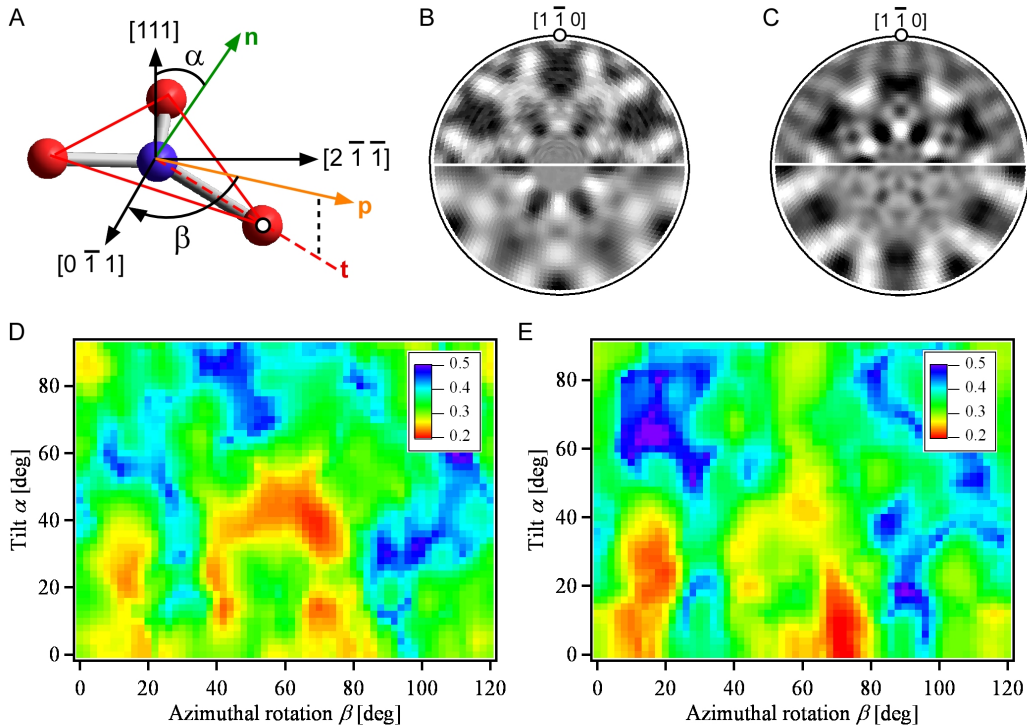 A
[111]
α
n
[2 1̅ 1̅]
p
β
[0 1̅ 1]
t
B
[1 1̅ 0]
C
[1 1̅ 0]
D
0.5
0.4
0.3
0.2
80
60
40
20
0
Tilt α [deg]
0 20 40 60 80 100 120
Azimuthal rotation β [deg]
E
0.5
0.4
0.3
0.2
80
60
40
20
0
Tilt α [deg]
0 20 40 60 80 100 120
Azimuthal rotation β [deg]